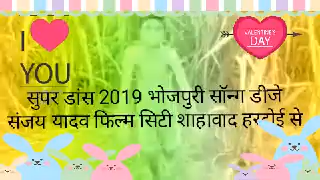 I
YOU
VALENTINE'S
DAY
सुपर डांस 2019 भोजपुरी सॉन्ग डीजे
संजय यादव फिल्म सिटी शाहावाद हरदोई से